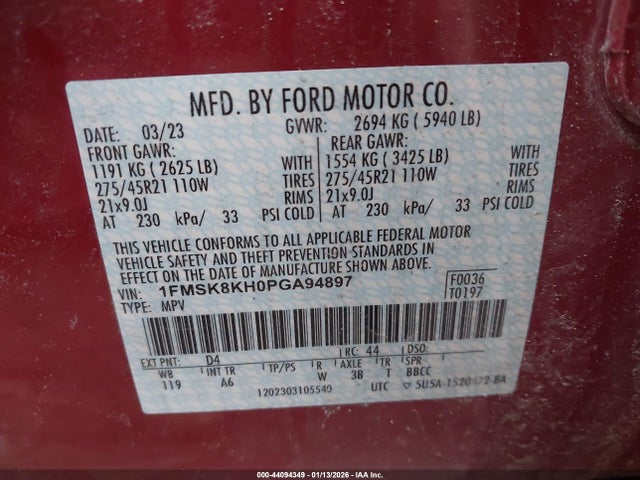 MFD. BY FORD MOTOR CO.
DATE: 03/23 GVWR: 2694 KG ( 5940 LB)
FRONT GAWR: REAR GAWR:
1191 KG ( 2625 LB) WITH 1554 KG ( 3425 LB) WITH
275/45R21 110W TIRES 275/45R21 110W TIRES
21x9.0J RIMS 21x9.0J RIMS
AT 230 kPa/ 33 PSI COLD AT 230 kPa/ 33 PSI COLD
THIS VEHICLE CONFORMS TO ALL APPLICABLE FEDERAL MOTOR
VEHICLE SAFETY AND THEFT PREVENTION STANDARDS IN
EFFECT ON THE DATE OF MANUFACTURE SHOWN ABOVE.
VIN: 1FMSK8KH0PGA94897 F0036
TYPE: MPV T0197
EXT PNT: D4 RC: 44 DSO:
WB INT TR TP/PS R AXLE TR SPR
119 A6 W 3B T BBCC
1202303105540 UTC
000-44094349 - 01/13/2026 - IAA Inc.